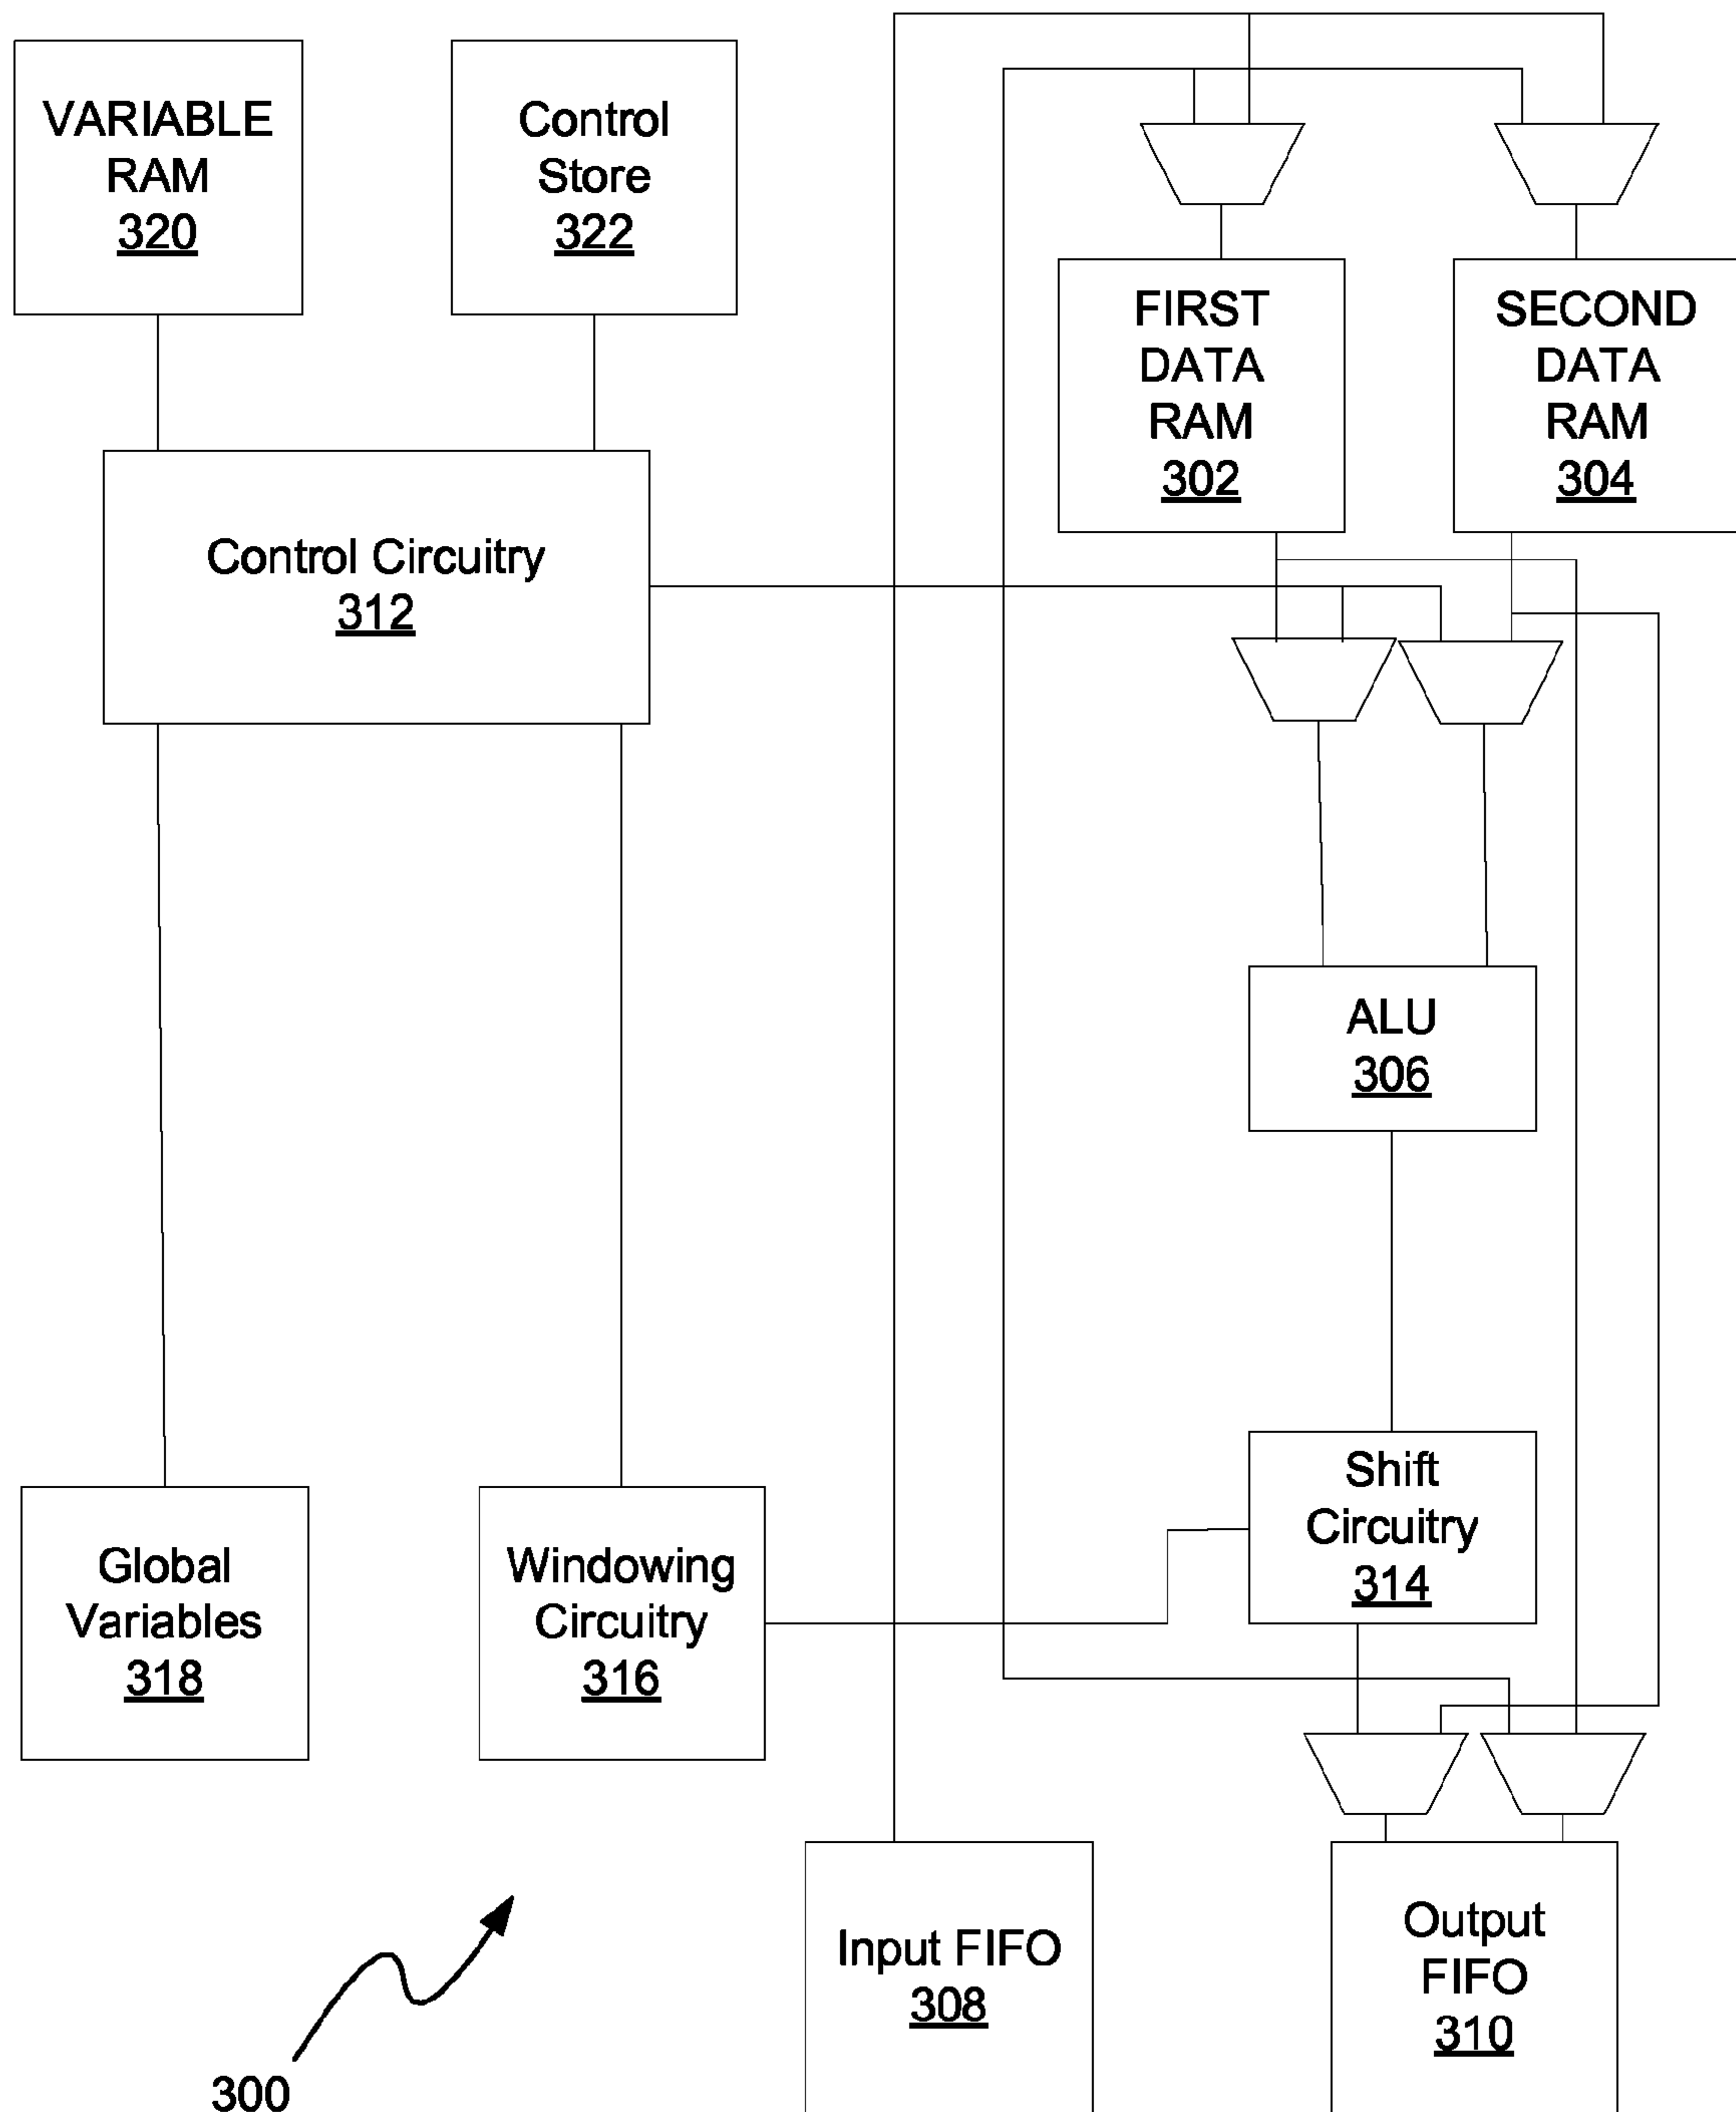 VARIABLE
RAM
320
Control
Store
322
FIRST
DATA
RAM
302
SECOND
DATA
RAM
304
Control Circuitry
312
ALU
306
Shift
Circuitry
314
Global
Variables
318
Windowing
Circuitry
316
Input FIFO
308
Output
FIFO
310
300